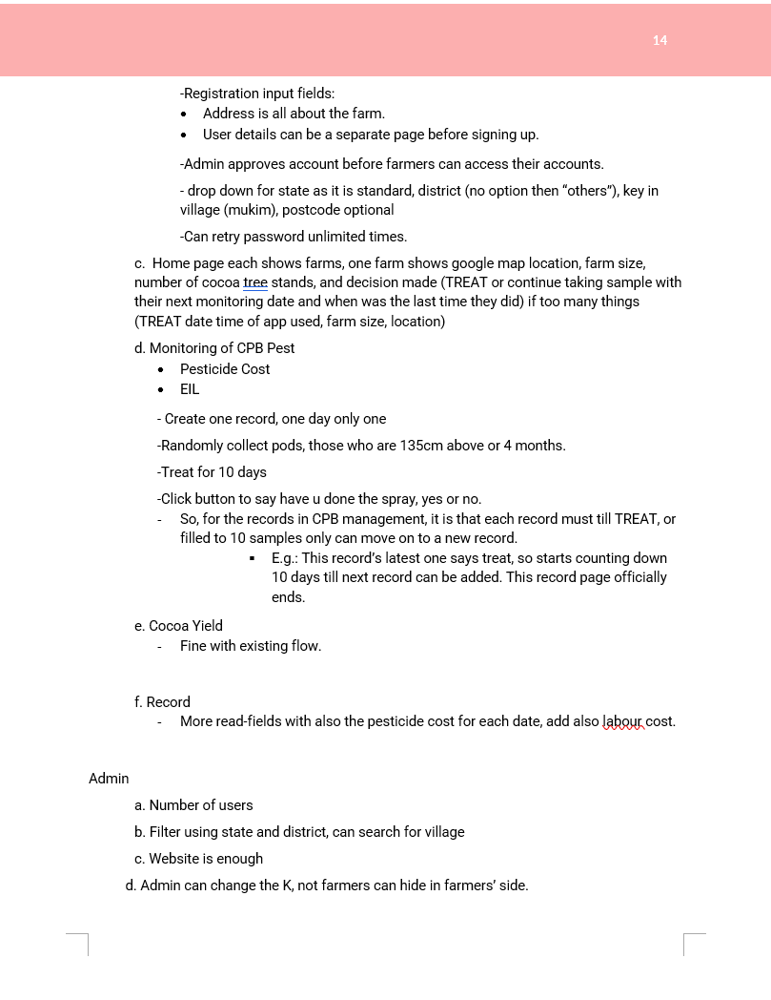 14
-Registration input fields:
• Address is all about the farm.
• User details can be a separate page before signing up.
-Admin approves account before farmers can access their accounts.
- drop down for state as it is standard, district (no option then “others”), key in
village (mukim), postcode optional
-Can retry password unlimited times.
c.  Home page each shows farms, one farm shows google map location, farm size,
number of cocoa tree stands, and decision made (TREAT or continue taking sample with
their next monitoring date and when was the last time they did) if too many things
(TREAT date time of app used, farm size, location)
d. Monitoring of CPB Pest
• Pesticide Cost
• EIL
- Create one record, one day only one
-Randomly collect pods, those who are 135cm above or 4 months.
-Treat for 10 days
-Click button to say have u done the spray, yes or no.
- So, for the records in CPB management, it is that each record must till TREAT, or
filled to 10 samples only can move on to a new record.
▪ E.g.: This record’s latest one says treat, so starts counting down
10 days till next record can be added. This record page officially
ends.
e. Cocoa Yield
- Fine with existing flow.
f. Record
- More read-fields with also the pesticide cost for each date, add also labour cost.
Admin
a. Number of users
b. Filter using state and district, can search for village
c. Website is enough
d. Admin can change the K, not farmers can hide in farmers’ side.